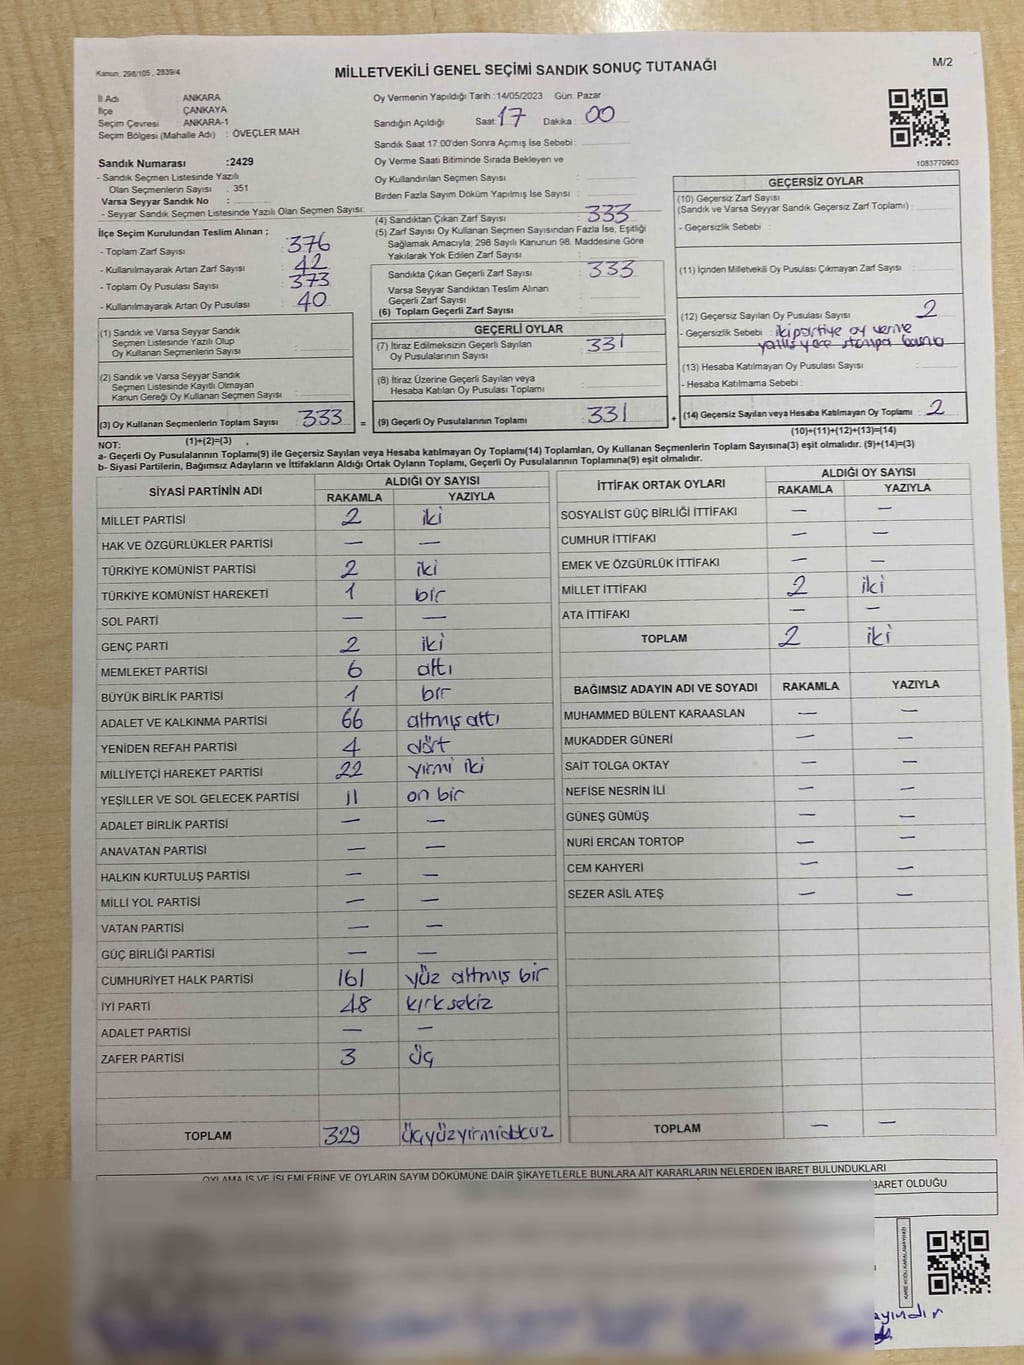 Kanun: 298/105 , 2839/4
MİLLETVEKİLİ GENEL SEÇİMİ SANDIK SONUÇ TUTANAĞI
M/2
İl Adı ANKARA
İlçe ÇANKAYA
Seçim Çevresi : ANKARA-1
Seçim Bölgesi (Mahalle Adı) : ÖVEÇLER MAH.
Sandık Numarası :2429
- Sandık Seçmen Listesinde Yazılı
Olan Seçmenlerin Sayısı : 351
Varsa Seyyar Sandık No :
- Seyyar Sandık Seçmen Listesinde Yazılı Olan Seçmen Sayısı:
Oy Vermenin Yapıldığı Tarih :14/05/2023 Gün: Pazar
Sandığın Açıldığı Saat: 17 Dakika : 00
Sandık Saat 17:00'den Sonra Açımış İse Sebebi :
Oy Verme Saati Bitiminde Sırada Bekleyen ve
Oy Kullandırılan Seçmen Sayısı :
Birden Fazla Sayım Döküm Yapılmış İse Sayısı :
1083770903
İlçe Seçim Kurulundan Teslim Alınan ;
- Toplam Zarf Sayısı : 376
- Kullanılmayarak Artan Zarf Sayısı : 42
- Toplam Oy Pusulası Sayısı : 373
- Kullanılmayarak Artan Oy Pusulası : 40
(1) Sandık ve Varsa Seyyar Sandık
Seçmen Listesinde Yazılı Olup
Oy Kullanan Seçmenlerin Sayısı :
(2) Sandık ve Varsa Seyyar Sandık
Seçmen Listesinde Kayıtlı Olmayan
Kanun Gereği Oy Kullanan Seçmen Sayısı :
(3) Oy Kullanan Seçmenlerin Toplam Sayısı : 333 =
(4) Sandıktan Çıkan Zarf Sayısı : 333
(5) Zarf Sayısı Oy Kullanan Seçmen Sayısından Fazla İse, Eşitliği
Sağlamak Amacıyla; 298 Sayılı Kanunun 98. Maddesine Göre
Yakılarak Yok Edilen Zarf Sayısı :
Sandıkta Çıkan Geçerli Zarf Sayısı : 333
Varsa Seyyar Sandıktan Teslim Alınan
Geçerli Zarf Sayısı :
(6) Toplam Geçerli Zarf Sayısı :
GEÇERLİ OYLAR
(7) İtiraz Edilmeksizin Geçerli Sayılan
Oy Pusulalarının Sayısı : 331
(8) İtiraz Üzerine Geçerli Sayılan veya
Hesaba Katılan Oy Pusulası Toplamı :
(9) Geçerli Oy Pusulalarının Toplamı : 331 +
GEÇERSİZ OYLAR
(10) Geçersiz Zarf Sayısı
(Sandık ve Varsa Seyyar Sandık Geçersiz Zarf Toplamı) :
- Geçersizlik Sebebi :
(11) İçinden Milletvekili Oy Pusulası Çıkmayan Zarf Sayısı :
(12) Geçersiz Sayılan Oy Pusulası Sayısı : 2
- Geçersizlik Sebebi : iki partiye oy verme
yanlış yere stampa basma
(13) Hesaba Katılmayan Oy Pusulası Sayısı :
- Hesaba Katılmama Sebebi :
(14) Geçersiz Sayılan veya Hesaba Katılmayan Oy Toplamı : 2
(1)+(2)=(3)
(10)+(11)+(12)+(13)=(14)
NOT:
a- Geçerli Oy Pusulalarının Toplamı(9) ile Geçersiz Sayılan veya Hesaba katılmayan Oy Toplamı(14) Toplamları, Oy Kullanan Seçmenlerin Toplam Sayısına(3) eşit olmalıdır. (9)+(14)=(3)
b- Siyasi Partilerin, Bağımsız Adayların ve İttifakların Aldığı Ortak Oyların Toplamı, Geçerli Oy Pusulalarının Toplamına(9) eşit olmalıdır.
SİYASİ PARTİNİN ADI ALDIĞI OY SAYISI
RAKAMLA YAZIYLA
MİLLET PARTİSİ 2 iki
HAK VE ÖZGÜRLÜKLER PARTİSİ — —
TÜRKİYE KOMÜNİST PARTİSİ 2 iki
TÜRKİYE KOMÜNİST HAREKETİ 1 bir
SOL PARTİ — —
GENÇ PARTİ 2 iki
MEMLEKET PARTİSİ 6 altı
BÜYÜK BİRLİK PARTİSİ 1 bir
ADALET VE KALKINMA PARTİSİ 66 altmış altı
YENİDEN REFAH PARTİSİ 4 dört
MİLLİYETÇİ HAREKET PARTİSİ 22 yirmi iki
YEŞİLLER VE SOL GELECEK PARTİSİ 11 on bir
ADALET BİRLİK PARTİSİ — —
ANAVATAN PARTİSİ — —
HALKIN KURTULUŞ PARTİSİ — —
MİLLİ YOL PARTİSİ — —
VATAN PARTİSİ — —
GÜÇ BİRLİĞİ PARTİSİ — —
CUMHURİYET HALK PARTİSİ 161 yüz altmış bir
İYİ PARTİ 48 kırk sekiz
ADALET PARTİSİ — —
ZAFER PARTİSİ 3 üç
TOPLAM 329 üçyüzyirmidokuz
İTTİFAK ORTAK OYLARI ALDIĞI OY SAYISI
RAKAMLA YAZIYLA
SOSYALİST GÜÇ BİRLİĞİ İTTİFAKI — —
CUMHUR İTTİFAKI — —
EMEK VE ÖZGÜRLÜK İTTİFAKI — —
MİLLET İTTİFAKI 2 iki
ATA İTTİFAKI — —
TOPLAM 2 iki
BAĞIMSIZ ADAYIN ADI VE SOYADI RAKAMLA YAZIYLA
MUHAMMED BÜLENT KARAASLAN — —
MUKADDER GÜNERİ — —
SAİT TOLGA OKTAY — —
NEFİSE NESRİN İLİ — —
GÜNEŞ GÜMÜŞ — —
NURİ ERCAN TORTOP — —
CEM KAHYERİ — —
SEZER ASİL ATEŞ — —
TOPLAM — —
OYLAMA İŞ VE İŞLEMLERİNE VE OYLARIN SAYIM DÖKÜMÜNE DAİR ŞİKAYETLERLE BUNLARA AİT KARARLARIN NELERDEN İBARET BULUNDUKLARI
İBARET OLDUĞU